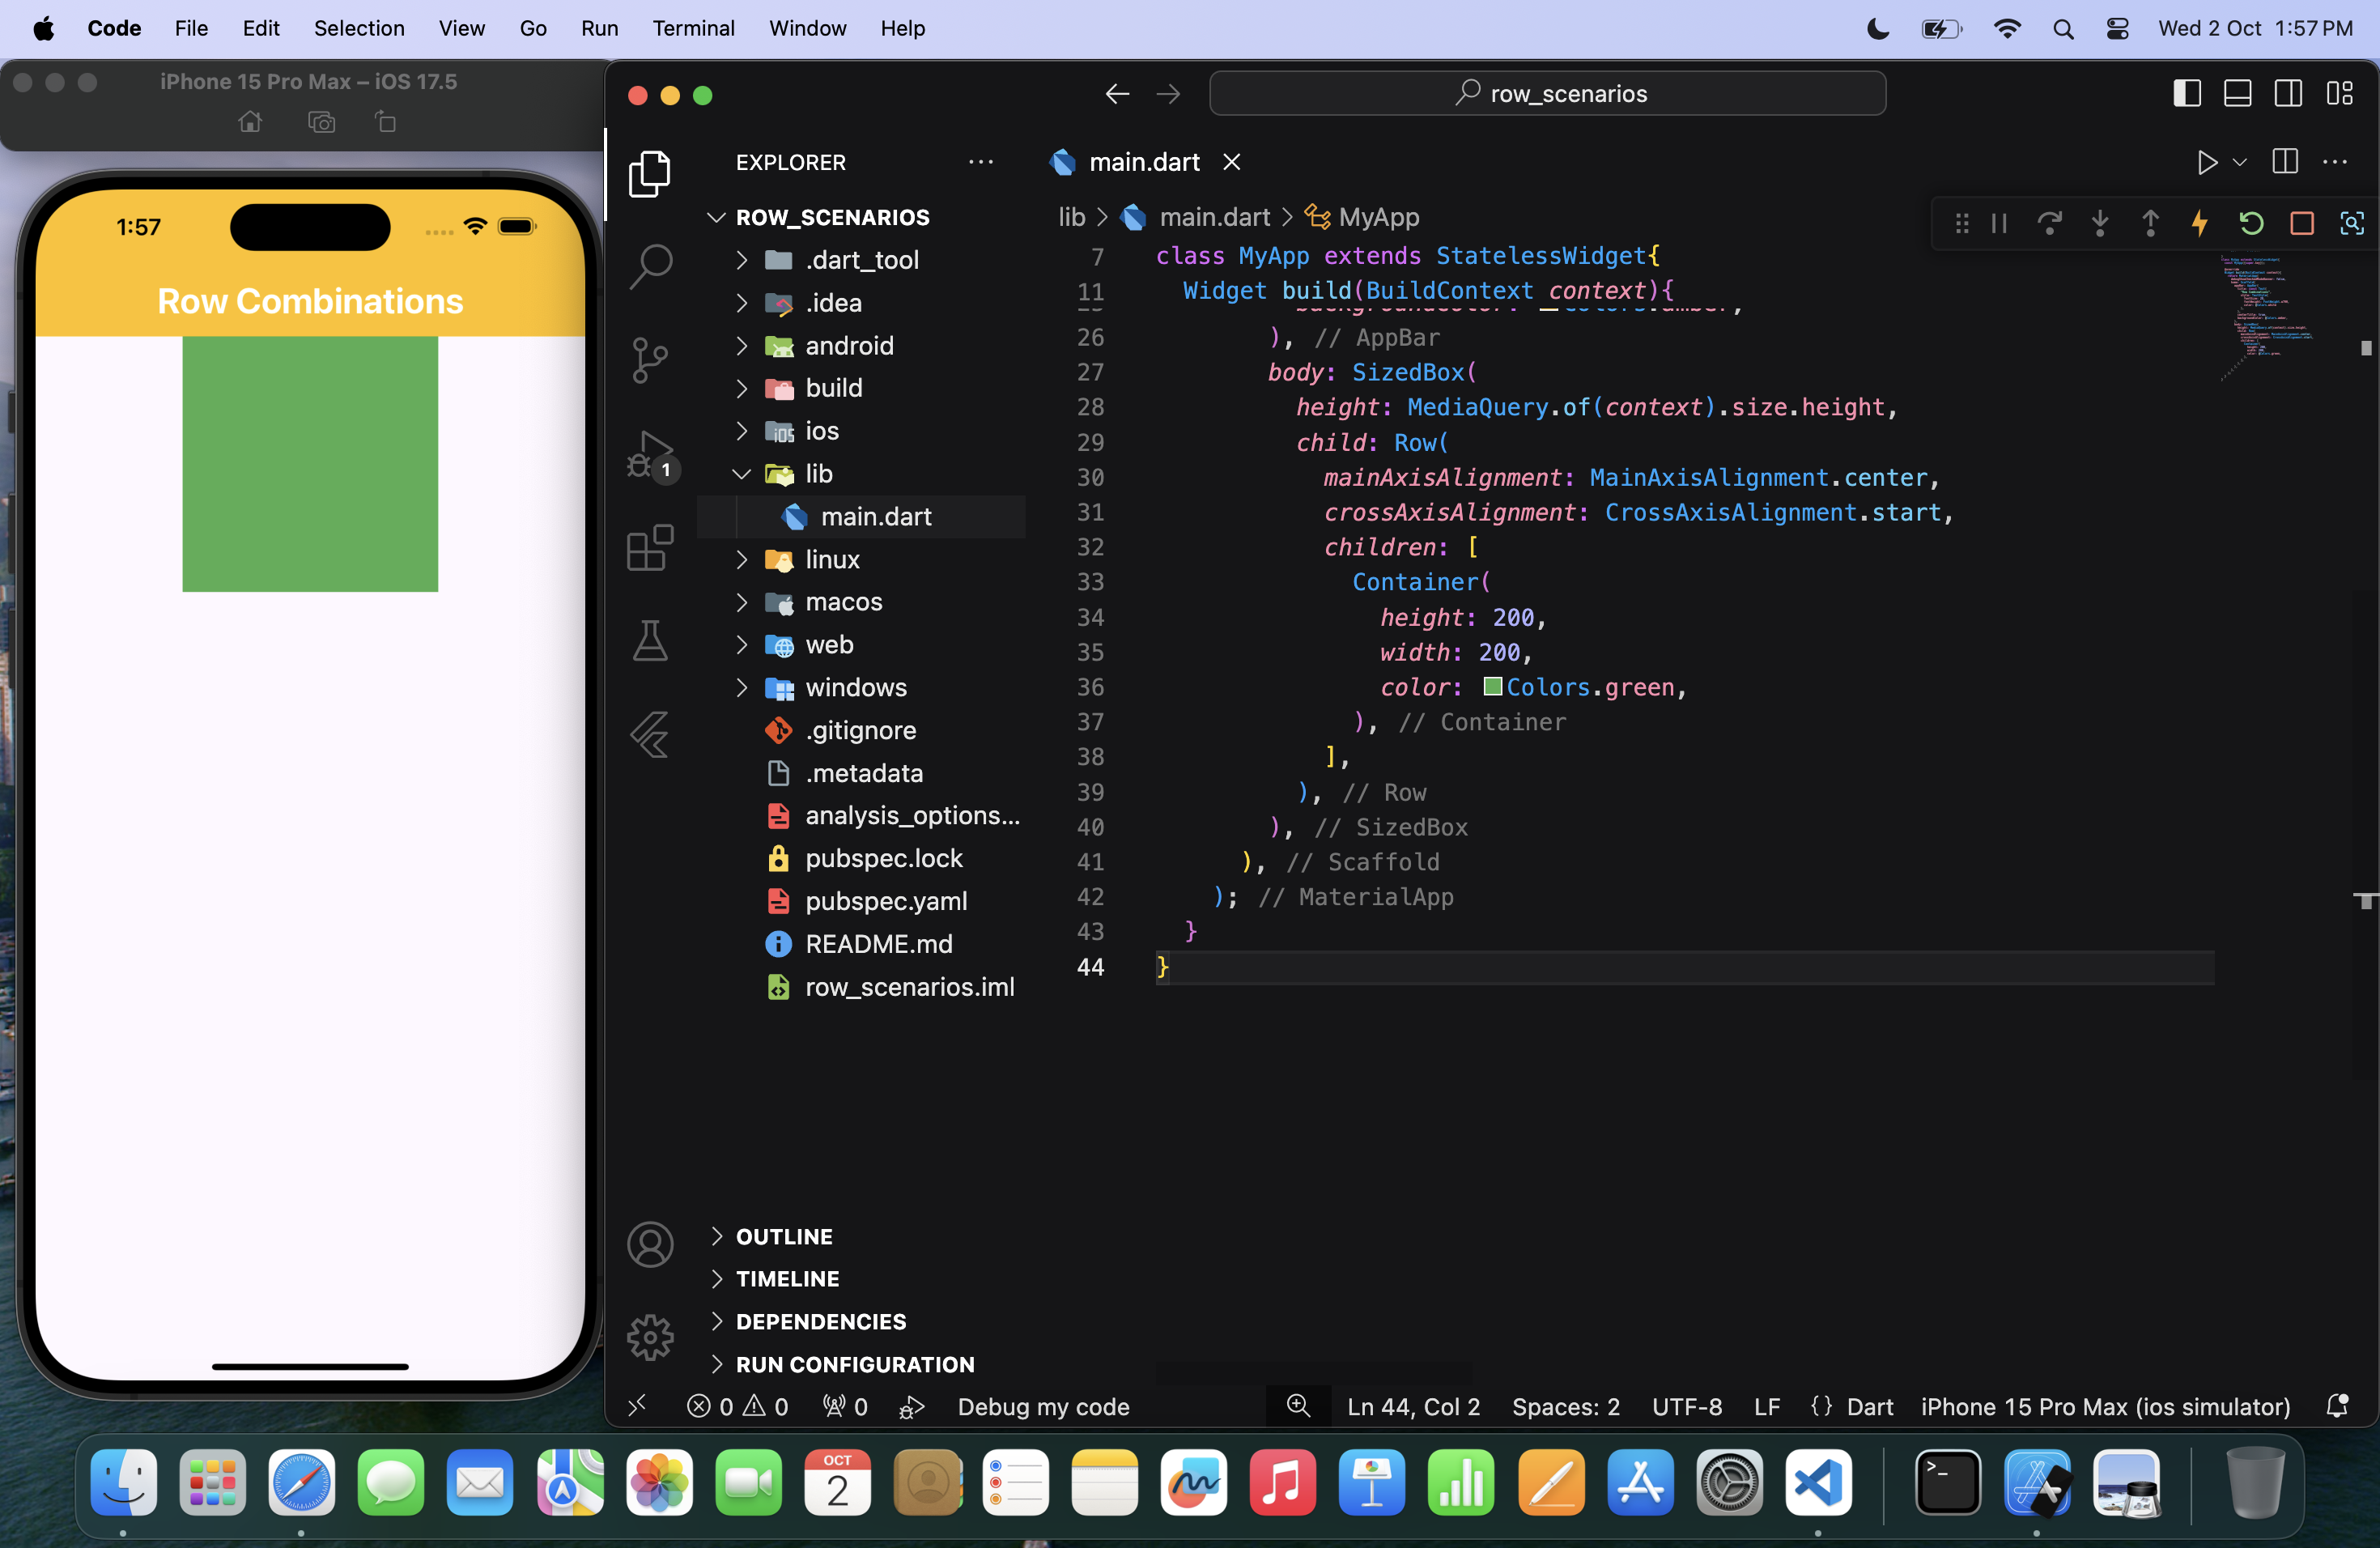 Code File Edit Selection View Go Run Terminal Window Help Wed 2 Oct 1:57 PM
iPhone 15 Pro Max – iOS 17.5
1:57
Row Combinations
row_scenarios
EXPLORER
ROW_SCENARIOS
.dart_tool
.idea
android
build
ios
lib
main.dart
linux
macos
web
windows
.gitignore
.metadata
analysis_options...
pubspec.lock
pubspec.yaml
README.md
row_scenarios.iml
OUTLINE
TIMELINE
DEPENDENCIES
RUN CONFIGURATION
1
main.dart
lib > main.dart > MyApp
7 class MyApp extends StatelessWidget{
11 Widget build(BuildContext context){
26 ), // AppBar
27 body: SizedBox(
28 height: MediaQuery.of(context).size.height,
29 child: Row(
30 mainAxisAlignment: MainAxisAlignment.center,
31 crossAxisAlignment: CrossAxisAlignment.start,
32 children: [
33 Container(
34 height: 200,
35 width: 200,
36 color: Colors.green,
37 ), // Container
38 ],
39 ), // Row
40 ), // SizedBox
41 ), // Scaffold
42 ); // MaterialApp
43 }
44 }
0 0 0 Debug my code Ln 44, Col 2 Spaces: 2 UTF-8 LF {} Dart iPhone 15 Pro Max (ios simulator)
OCT
2